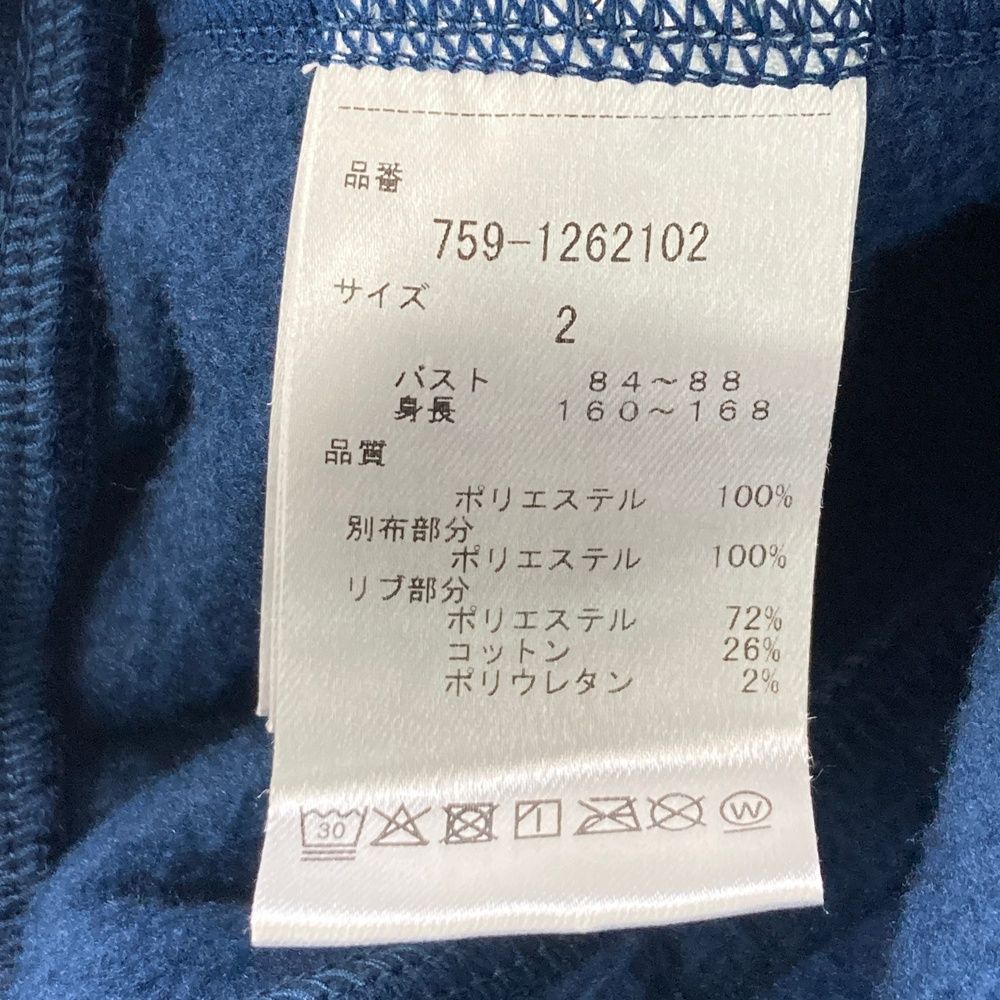 品番
759-1262102
サイズ
2
バスト 84~88
身長 160~168
品質
ポリエステル 100%
別布部分
ポリエステル 100%
リブ部分
ポリエステル 72%
コットン 26%
ポリウレタン 2%
30 W